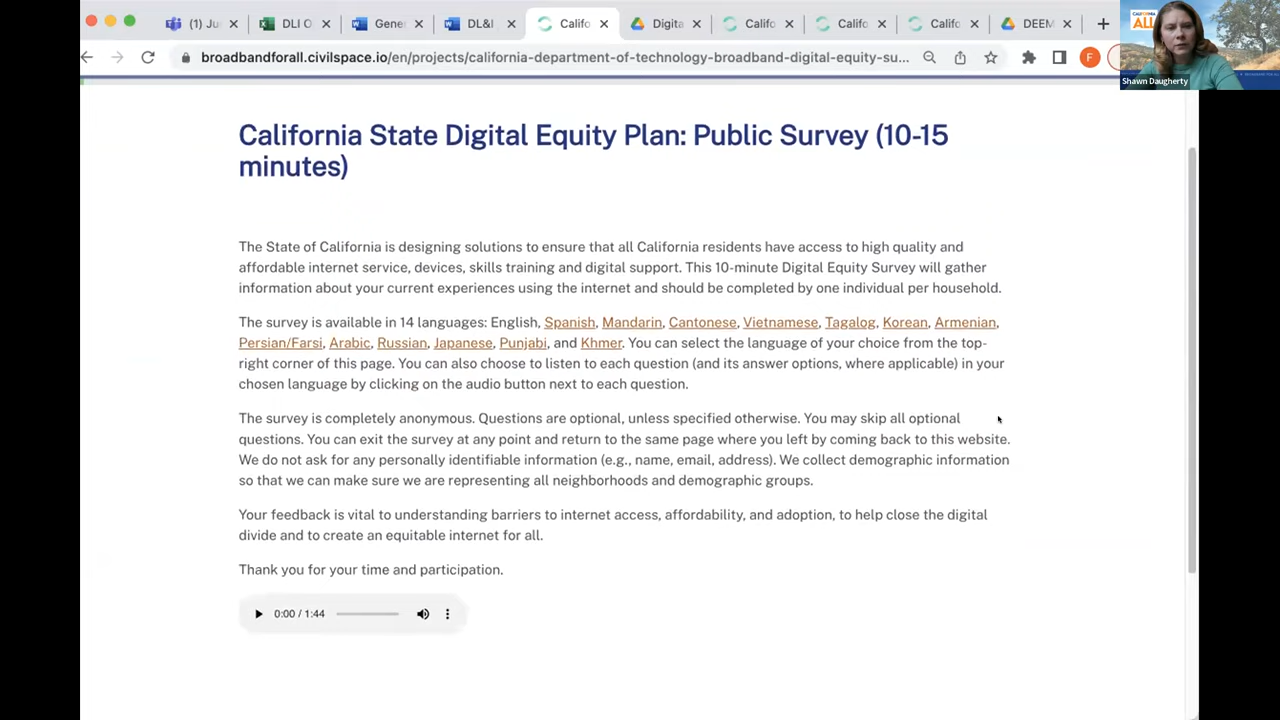 (1) Ju
DLI O
Gene
DL&I
Califo
Digita
Califo
Califo
Califo
DEEM
CALIFORNIA
ALL
broadbandforall.civilspace.io/en/projects/california-department-of-technology-broadband-digital-equity-su...
F
Shawn Daugherty
California State Digital Equity Plan: Public Survey (10-15
minutes)
The State of California is designing solutions to ensure that all California residents have access to high quality and
affordable internet service, devices, skills training and digital support. This 10-minute Digital Equity Survey will gather
information about your current experiences using the internet and should be completed by one individual per household.
The survey is available in 14 languages: English, Spanish, Mandarin, Cantonese, Vietnamese, Tagalog, Korean, Armenian,
Persian/Farsi, Arabic, Russian, Japanese, Punjabi, and Khmer. You can select the language of your choice from the top-
right corner of this page. You can also choose to listen to each question (and its answer options, where applicable) in your
chosen language by clicking on the audio button next to each question.
The survey is completely anonymous. Questions are optional, unless specified otherwise. You may skip all optional
questions. You can exit the survey at any point and return to the same page where you left by coming back to this website.
We do not ask for any personally identifiable information (e.g., name, email, address). We collect demographic information
so that we can make sure we are representing all neighborhoods and demographic groups.
Your feedback is vital to understanding barriers to internet access, affordability, and adoption, to help close the digital
divide and to create an equitable internet for all.
Thank you for your time and participation.
0:00 / 1:44